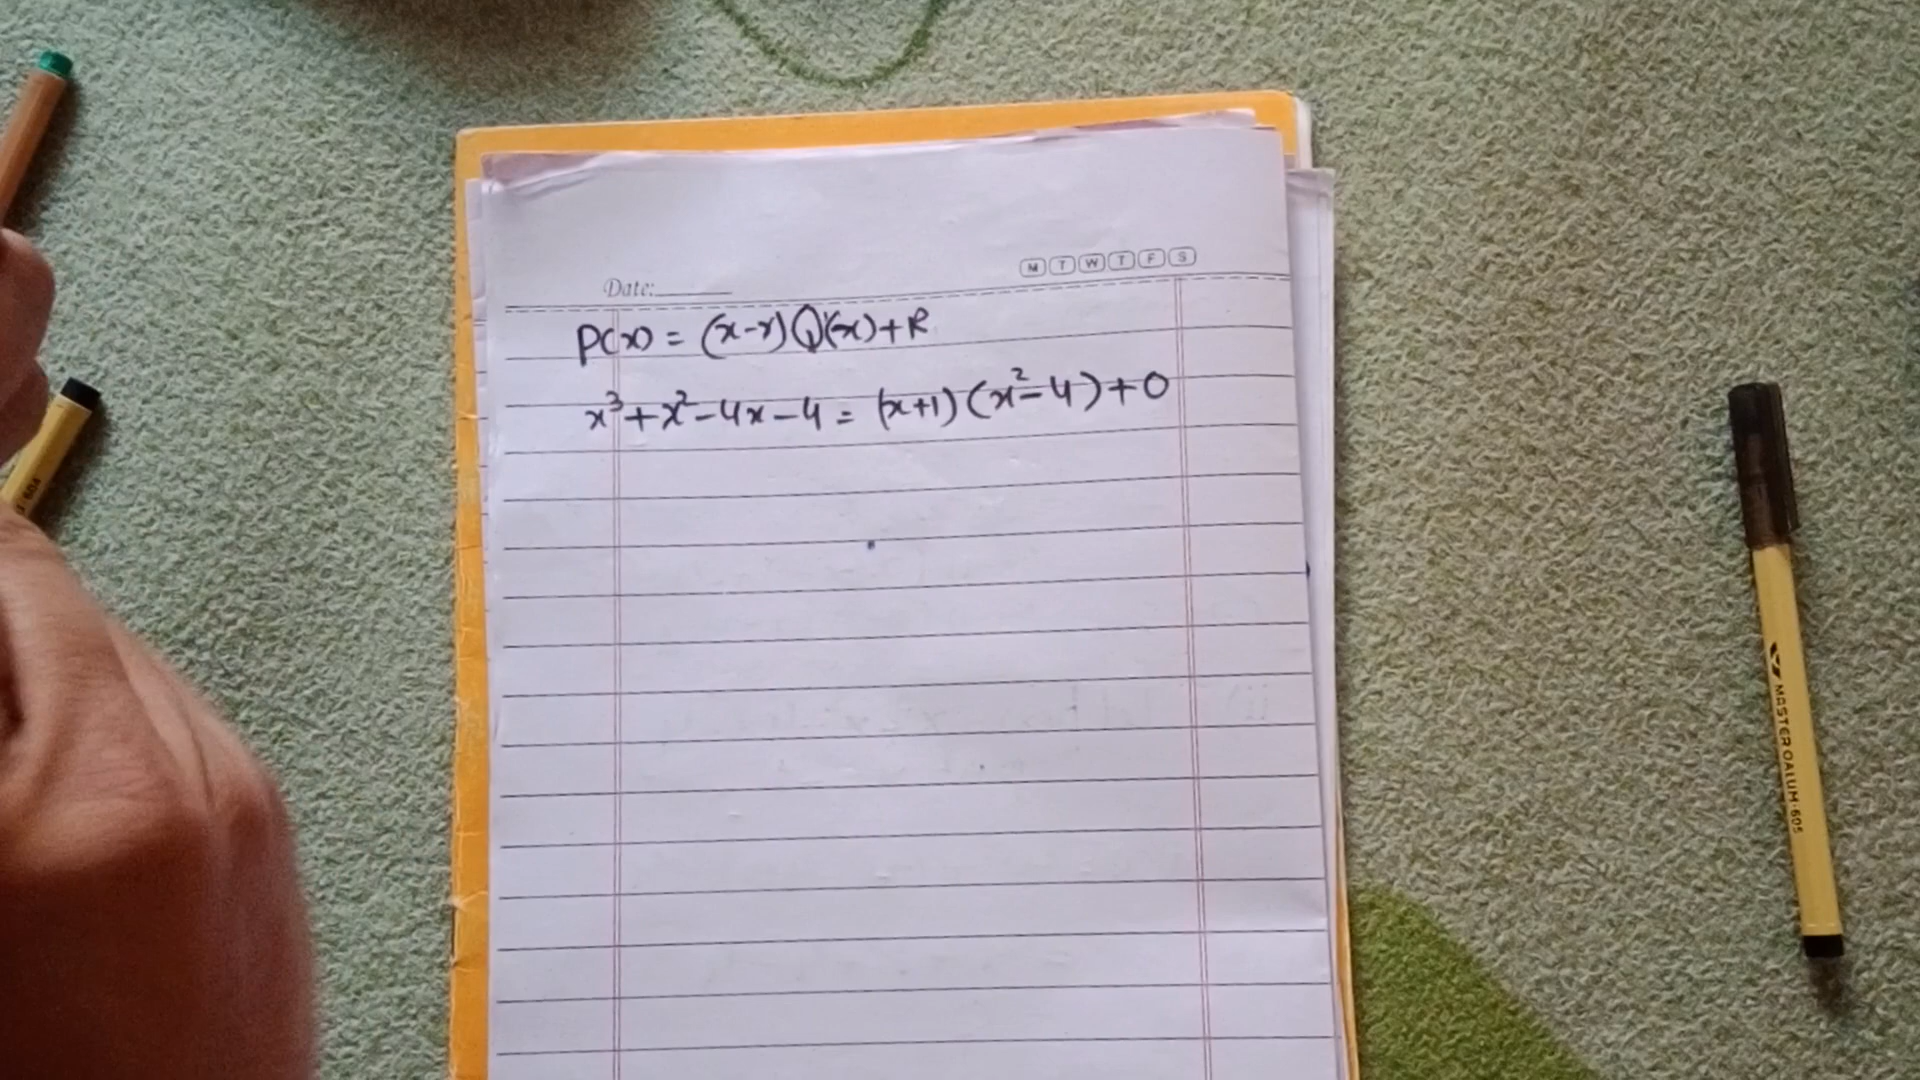 M T W T F S
Date:
P(x) = (x-r)Q(x)+R
x³+x²-4x-4 = (x+1)(x²-4)+0
MASTER OALUM-605